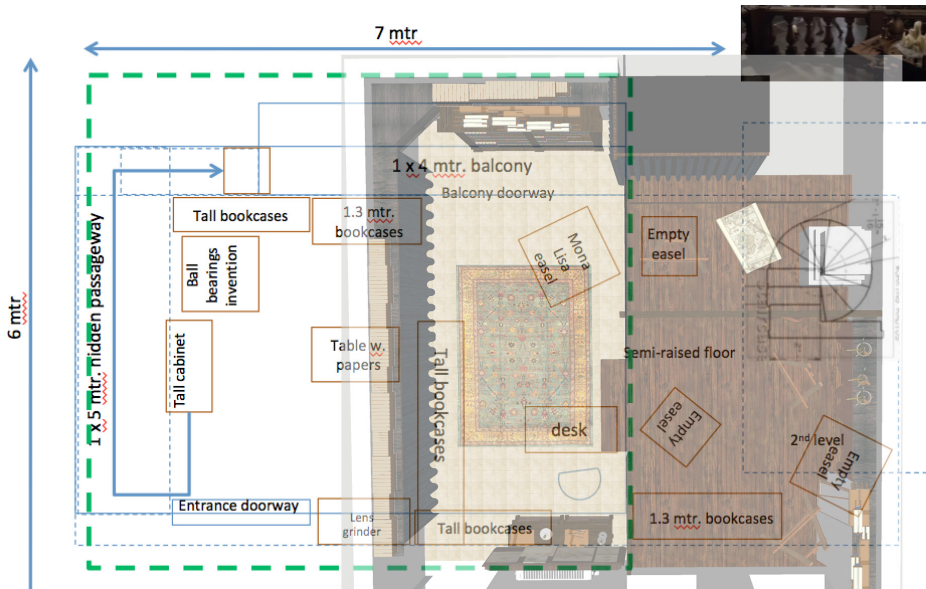 7 mtr
6 mtr
1 x 4 mtr. balcony
Balcony doorway
Tall bookcases
1.3 mtr.
bookcases
Mona
Lisa
easel
Empty
easel
Ball
bearings
invention
1 x 5 mtr. hidden passageway
Tall cabinet
Table w.
papers
Tall bookcases
Semi-raised floor
desk
Empty
easel
2nd level
Empty
easel
Entrance doorway
Lens
grinder
Tall bookcases
1.3 mtr. bookcases